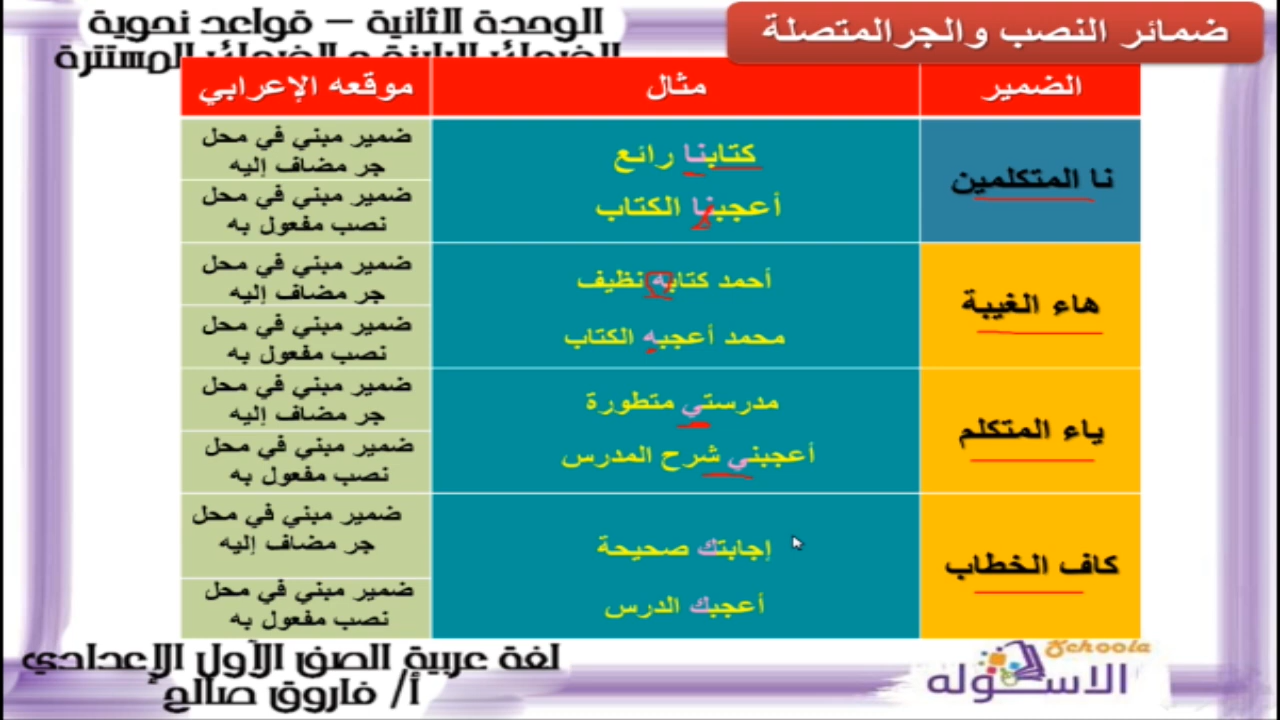 الوحدة الثانية – قواعد نحوية
الضمائر البارزة و الضمائر المستترة
ضمائر النصب والجر المتصلة
الضمير
مثال
موقعه الإعرابي
نا المتكلمين
كتابنا رائع
ضمير مبني في محل
جر مضاف إليه
أعجبنا الكتاب
ضمير مبني في محل
نصب مفعول به
هاء الغيبة
أحمد كتابه نظيف
ضمير مبني في محل
جر مضاف إليه
محمد أعجبه الكتاب
ضمير مبني في محل
نصب مفعول به
ياء المتكلم
مدرستي متطورة
ضمير مبني في محل
جر مضاف إليه
أعجبني شرح المدرس
ضمير مبني في محل
نصب مفعول به
كاف الخطاب
إجابتك صحيحة
ضمير مبني في محل
جر مضاف إليه
أعجبك الدرس
ضمير مبني في محل
نصب مفعول به
لغة عربية الصف الأول الإعدادي
أ/ فاروق صالح
Schoola
الاسكوله